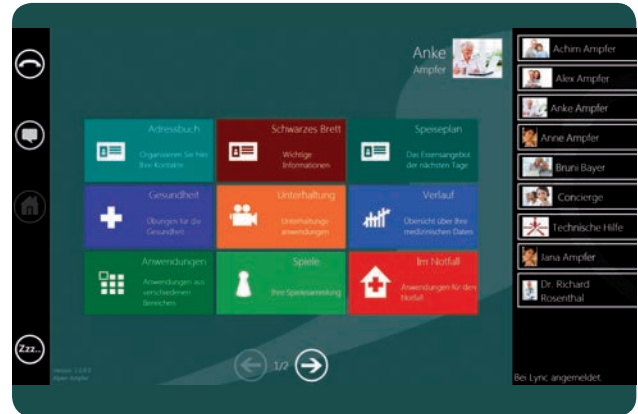 Anke
Ampfer
Adressbuch
Organisieren Sie hier
Ihre Kontakte
Schwarzes Brett
Wichtige
Informationen
Speiseplan
Das Essensangebot
der nächsten Tage
Gesundheit
Übungen für die
Gesundheit
Unterhaltung
Unterhaltungs-
anwendungen
Verlauf
Übersicht über Ihre
medizinischen Daten
Anwendungen
Anwendungen aus
verschiedenen
Bereichen
Spiele
Ihre Spielesammlung
Im Notfall
Anwendungen für den
Notfall
Zzz..
1/2
Achim Ampfer
Alex Ampfer
Anke Ampfer
Anne Ampfer
Bruni Bayer
Concierge
Technische Hilfe
Jana Ampfer
Dr. Richard
Rosenthal
Bei Lync angemeldet.